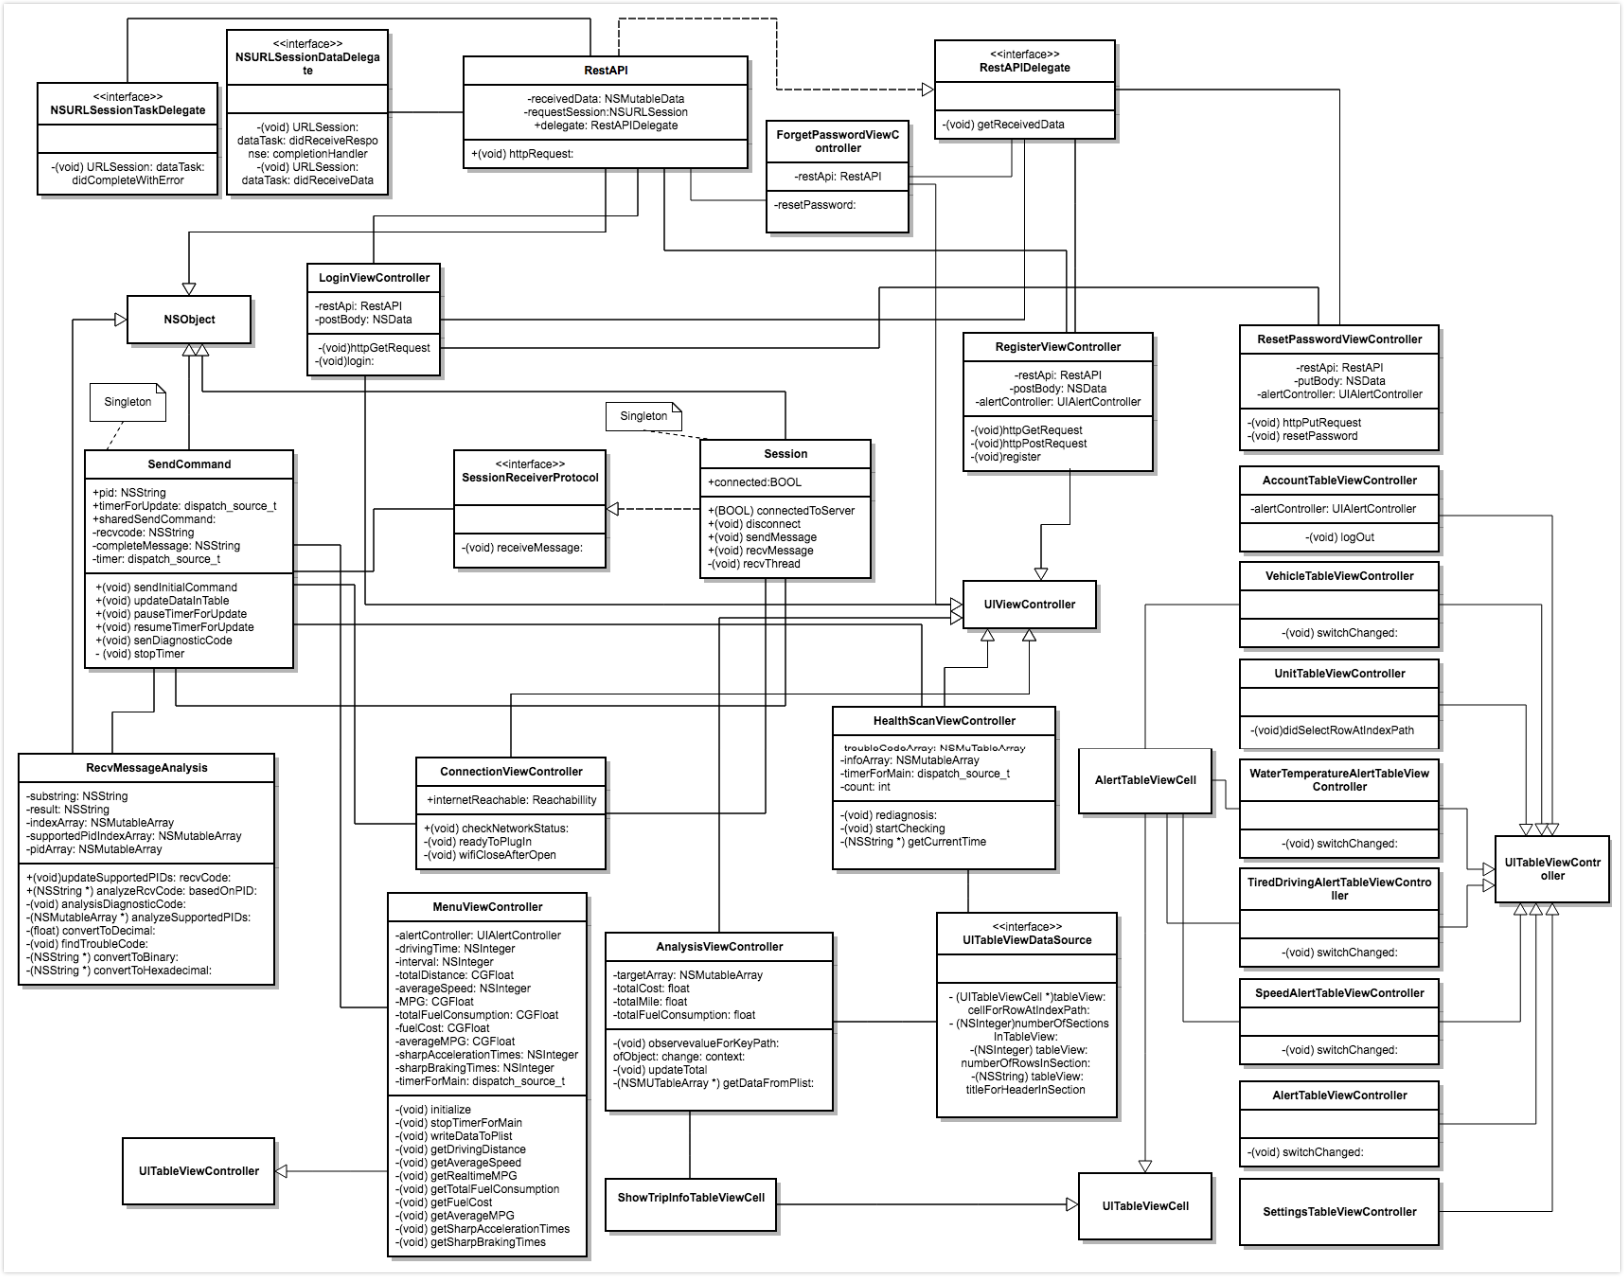 <<interface>>
NSURLSessionTaskDelegate
-(void) URLSession: dataTask:
didCompleteWithError
<<interface>>
NSURLSessionDataDelega
te
-(void) URLSession:
dataTask: didReceiveRespo
nse: completionHandler
-(void) URLSession:
dataTask: didReceiveData
RestAPI
-receivedData: NSMutableData
-requestSession:NSURLSession
+delegate: RestAPIDelegate
+(void) httpRequest:
ForgetPasswordViewC
ontroller
-restApi: RestAPI
-resetPassword:
<<interface>>
RestAPIDelegate
-(void) getReceivedData
NSObject
LoginViewController
-restApi: RestAPI
-postBody: NSData
-(void)httpGetRequest
-(void)login:
RegisterViewController
-restApi: RestAPI
-postBody: NSData
-alertController: UIAlertController
-(void)httpGetRequest
-(void)httpPostRequest
-(void)register
ResetPasswordViewController
-restApi: RestAPI
-putBody: NSData
-alertController: UIAlertController
-(void) httpPutRequest
-(void) resetPassword
Singleton
SendCommand
+pid: NSString
+timerForUpdate: dispatch_source_t
+sharedSendCommand:
-recvcode: NSString
-completeMessage: NSString
-timer: dispatch_source_t
+(void) sendInitialCommand
+(void) updateDataInTable
+(void) pauseTimerForUpdate
+(void) resumeTimerForUpdate
+(void) senDiagnosticCode
- (void) stopTimer
<<interface>>
SessionReceiverProtocol
-(void) receiveMessage:
Singleton
Session
+connected:BOOL
+(BOOL) connectedToServer
+(void) disconnect
+(void) sendMessage
+(void) recvMessage
-(void) recvThread
UIViewController
AccountTableViewController
-alertController: UIAlertController
-(void) logOut
VehicleTableViewController
-(void) switchChanged:
UnitTableViewController
-(void)didSelectRowAtIndexPath
RecvMessageAnalysis
-substring: NSString
-result: NSString
-indexArray: NSMutableArray
-supportedPidIndexArray: NSMutableArray
-pidArray: NSMutableArray
+(void)updateSupportedPIDs: recvCode:
+(NSString *) analyzeRcvCode: basedOnPID:
-(void) analysisDiagnosticCode:
-(NSMutableArray *) analyzeSupportedPIDs:
-(float) convertToDecimal:
-(void) findTroubleCode:
-(NSString *) convertToBinary:
-(NSString *) convertToHexadecimal:
ConnectionViewController
+internetReachable: Reachabillity
+(void) checkNetworkStatus:
-(void) readyToPlugIn
-(void) wifiCloseAfterOpen
HealthScanViewController
-troubleCodeArray: NSMuTableArray
-infoArray: NSMutableArray
-timerForMain: dispatch_source_t
-count: int
-(void) rediagnosis:
-(void) startChecking
-(NSString *) getCurrentTime
AlertTableViewCell
WaterTemperatureAlertTableView
Controller
-(void) switchChanged:
TiredDrivingAlertTableViewContro
ller
-(void) switchChanged:
UITableViewContr
oller
MenuViewController
-alertController: UIAlertController
-drivingTime: NSInteger
-interval: NSInteger
-totalDistance: CGFloat
-averageSpeed: NSInteger
-MPG: CGFloat
-totalFuelConsumption: CGFloat
-fuelCost: CGFloat
-averageMPG: CGFloat
-sharpAccelerationTimes: NSInteger
-sharpBrakingTimes: NSInteger
-timerForMain: dispatch_source_t
-(void) initialize
-(void) stopTimerForMain
-(void) writeDataToPlist
-(void) getDrivingDistance
-(void) getAverageSpeed
-(void) getRealtimeMPG
-(void) getTotalFuelConsumption
-(void) getFuelCost
-(void) getAverageMPG
-(void) getSharpAccelerationTimes
-(void) getSharpBrakingTimes
AnalysisViewController
-targetArray: NSMutableArray
-totalCost: float
-totalMile: float
-totalFuelConsumption: float
-(void) observevalueForKeyPath:
ofObject: change: context:
-(void) updateTotal
-(NSMUTableArray *) getDataFromPlist:
<<interface>>
UITableViewDataSource
- (UITableViewCell *)tableView:
cellForRowAtIndexPath:
- (NSInteger)numberOfSections
InTableView:
-(NSInteger) tableView:
numberOfRowsInSection:
-(NSString) tableView:
titleForHeaderInSection
SpeedAlertTableViewController
-(void) switchChanged:
AlertTableViewController
-(void) switchChanged:
UITableViewController
ShowTripInfoTableViewCell
UITableViewCell
SettingsTableViewController